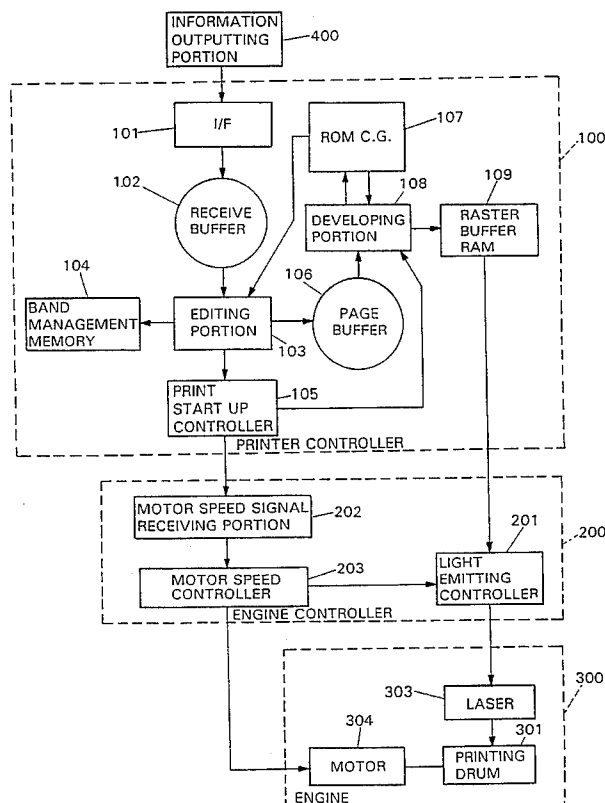 INFORMATION
OUTPUTTING
PORTION
400
I/F
101
ROM C.G.
107
100
102
RECEIVE
BUFFER
108
DEVELOPING
PORTION
109
RASTER
BUFFER
RAM
104
BAND
MANAGEMENT
MEMORY
EDITING
PORTION
103
106
PAGE
BUFFER
105
PRINT
START UP
CONTROLLER
PRINTER CONTROLLER
MOTOR SPEED SIGNAL
RECEIVING PORTION
202
201
200
MOTOR SPEED
CONTROLLER
203
LIGHT
EMITTING
CONTROLLER
ENGINE CONTROLLER
303
LASER
300
304
MOTOR
301
PRINTING
DRUM
ENGINE